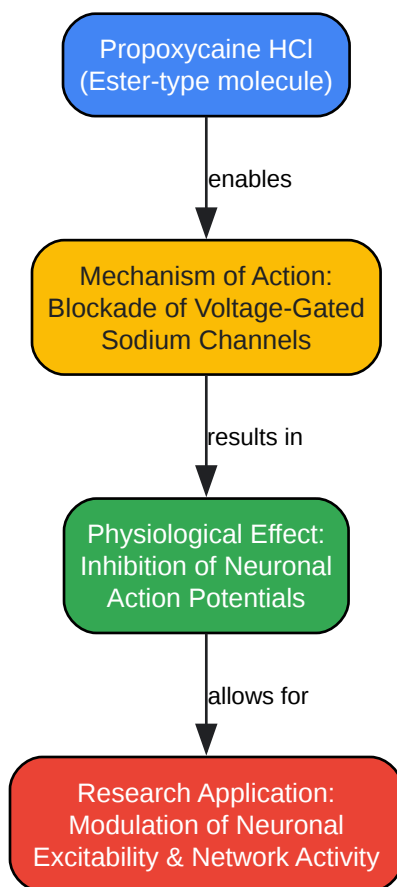 Propoxycaine HCl
(Ester-type molecule)
enables
Mechanism of Action:
Blockade of Voltage-Gated
Sodium Channels
results in
Physiological Effect:
Inhibition of Neuronal
Action Potentials
allows for
Research Application:
Modulation of Neuronal
Excitability & Network Activity